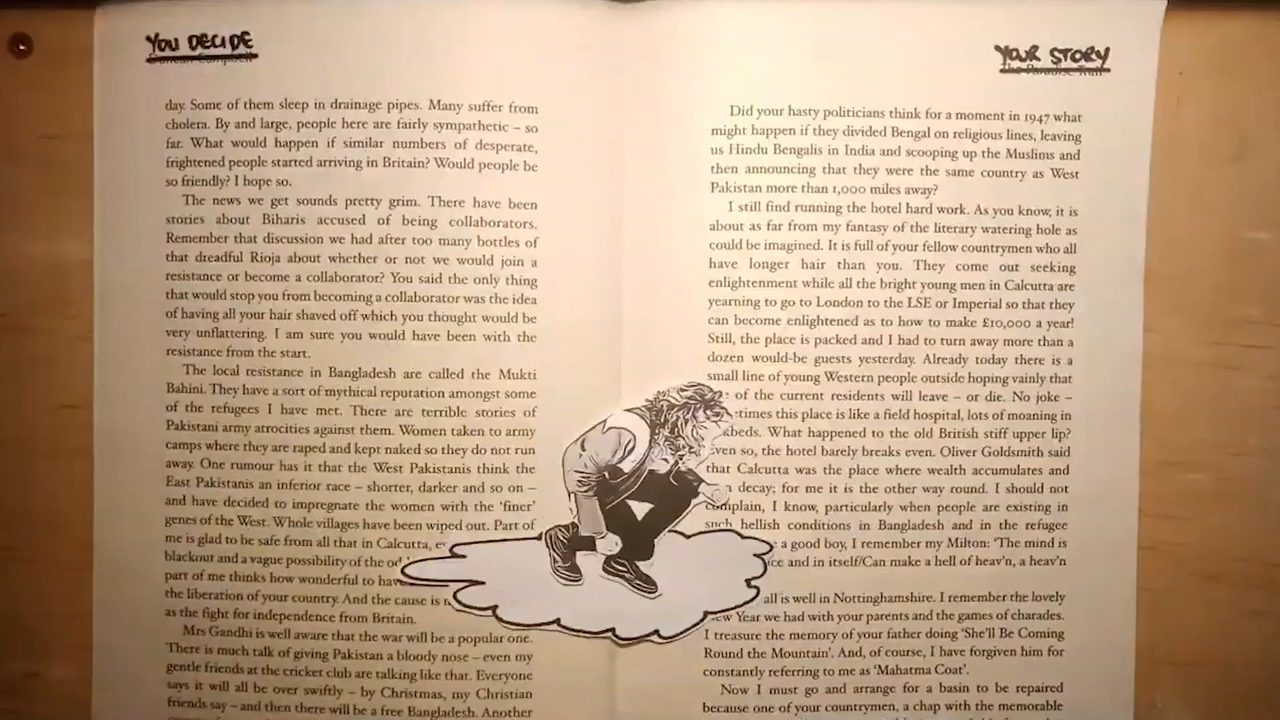 YOU DECIDE
Duncan Campbell
day. Some of them sleep in drainage pipes. Many suffer from
cholera. By and large, people here are fairly sympathetic – so
far. What would happen if similar numbers of desperate,
frightened people started arriving in Britain? Would people be
so friendly? I hope so.
The news we get sounds pretty grim. There have been
stories about Biharis accused of being collaborators.
Remember that discussion we had after too many bottles of
that dreadful Rioja about whether or not we would join a
resistance or become a collaborator? You said the only thing
that would stop you from becoming a collaborator was the idea
of having all your hair shaved off which you thought would be
very unflattering. I am sure you would have been with the
resistance from the start.
The local resistance in Bangladesh are called the Mukti
Bahini. They have a sort of mythical reputation amongst some
of the refugees I have met. There are terrible stories of
Pakistani army atrocities against them. Women taken to army
camps where they are raped and kept naked so they do not run
away. One rumour has it that the West Pakistanis think the
East Pakistanis an inferior race – shorter, darker and so on –
and have decided to impregnate the women with the 'finer'
genes of the West. Whole villages have been wiped out. Part of
me is glad to be safe from all that in Calcutta,
blackout and a vague possibility of the
part of me thinks how wonderful to
the liberation of your country. And the cause is
as the fight for independence from Britain.
Mrs Gandhi is well aware that the war will be a popular one.
There is much talk of giving Pakistan a bloody nose – even my
gentle friends at the cricket club are talking like that. Everyone
says it will all be over swiftly – by Christmas, my Christian
friends say – and then there will be a free Bangladesh. Another
YOUR STORY
The Paradise Trail
Did your hasty politicians think for a moment in 1947 what
might happen if they divided Bengal on religious lines, leaving
us Hindu Bengalis in India and scooping up the Muslims and
then announcing that they were the same country as West
Pakistan more than 1,000 miles away?
I still find running the hotel hard work. As you know, it is
about as far from my fantasy of the literary watering hole as
could be imagined. It is full of your fellow countrymen who all
have longer hair than you. They come out seeking
enlightenment while all the bright young men in Calcutta are
yearning to go to London to the LSE or Imperial so that they
can become enlightened as to how to make £10,000 a year!
Still, the place is packed and I had to turn away more than a
dozen would-be guests yesterday. Already today there is a
small line of young Western people outside hoping vainly that
of the current residents will leave – or die. No joke –
times this place is like a field hospital, lots of moaning in
beds. What happened to the old British stiff upper lip?
Even so, the hotel barely breaks even. Oliver Goldsmith said
that Calcutta was the place where wealth accumulates and
decay; for me it is the other way round. I should not
complain, I know, particularly when people are existing in
such hellish conditions in Bangladesh and in the refugee
a good boy, I remember my Milton: 'The mind is
and in itself/Can make a hell of heav'n, a heav'n
all is well in Nottinghamshire. I remember the lovely
New Year we had with your parents and the games of charades.
I treasure the memory of your father doing 'She'll Be Coming
Round the Mountain'. And, of course, I have forgiven him for
constantly referring to me as 'Mahatma Coat'.
Now I must go and arrange for a basin to be repaired
because one of your countrymen, a chap with the memorable